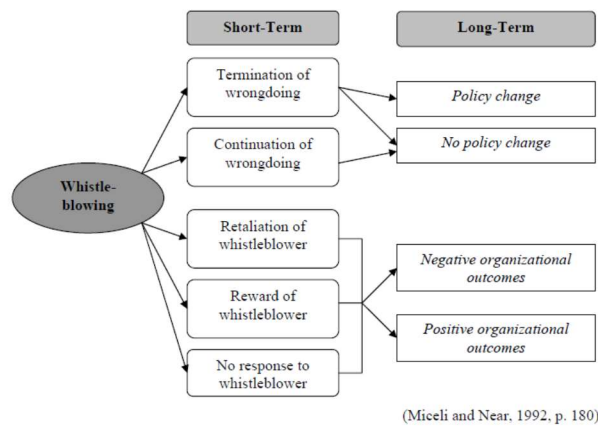 Short-Term
Long-Term
Termination of
wrongdoing
Policy change
Continuation of
wrongdoing
No policy change
Whistle-
blowing
Retaliation of
whistleblower
Negative organizational
outcomes
Reward of
whistleblower
Positive organizational
outcomes
No response to
whistleblower
(Miceli and Near, 1992, p. 180)